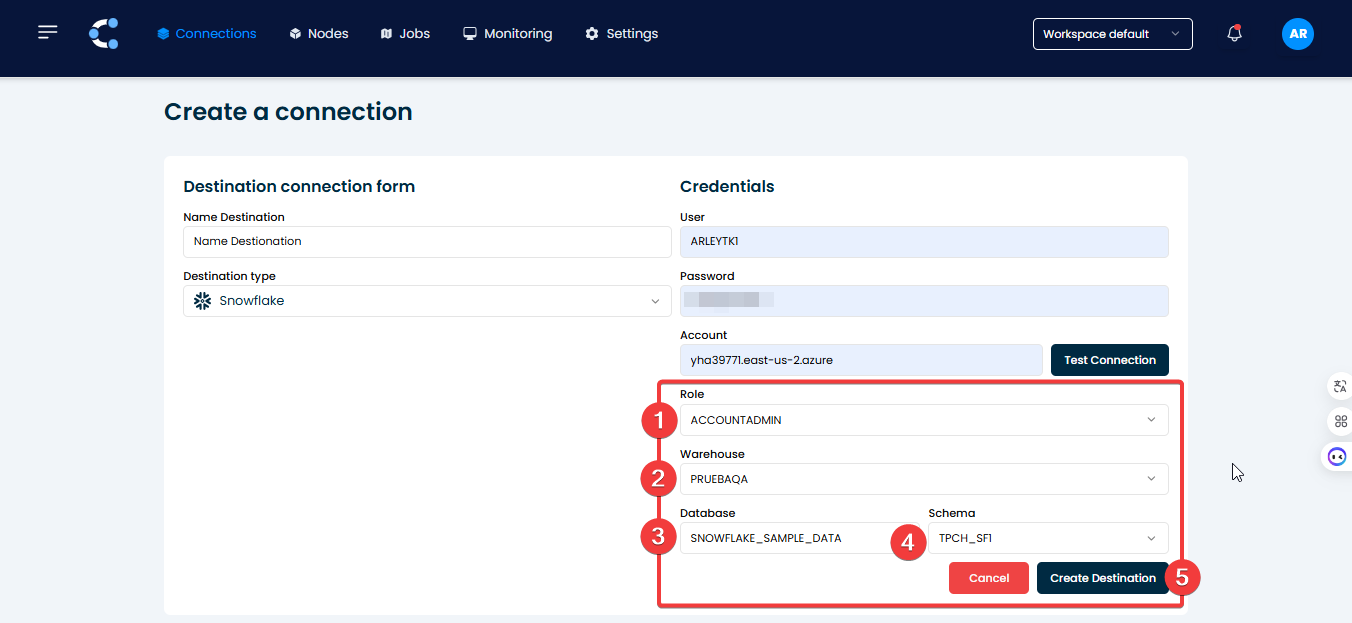 Connections
Nodes
Jobs
Monitoring
Settings
Workspace default
AR
Create a connection
Destination connection form
Name Destination
Name Destionation
Destination type
Snowflake
Credentials
User
ARLEYTK1
Password
Account
yha39771.east-us-2.azure
Test Connection
Role
1
ACCOUNTADMIN
Warehouse
2
PRUEBAQA
Database
3
SNOWFLAKE_SAMPLE_DATA
Schema
4
TPCH_SF1
Cancel
Create Destination
5